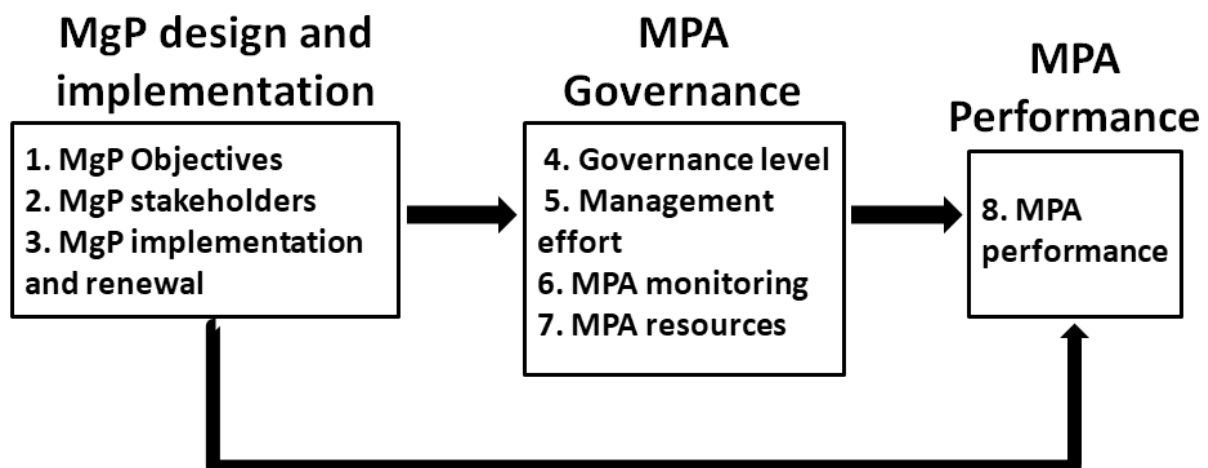 MgP design and
implementation
1. MgP Objectives
2. MgP stakeholders
3. MgP implementation
and renewal
MPA
Governance
4. Governance level
5. Management
effort
6. MPA monitoring
7. MPA resources
MPA
Performance
8. MPA
performance